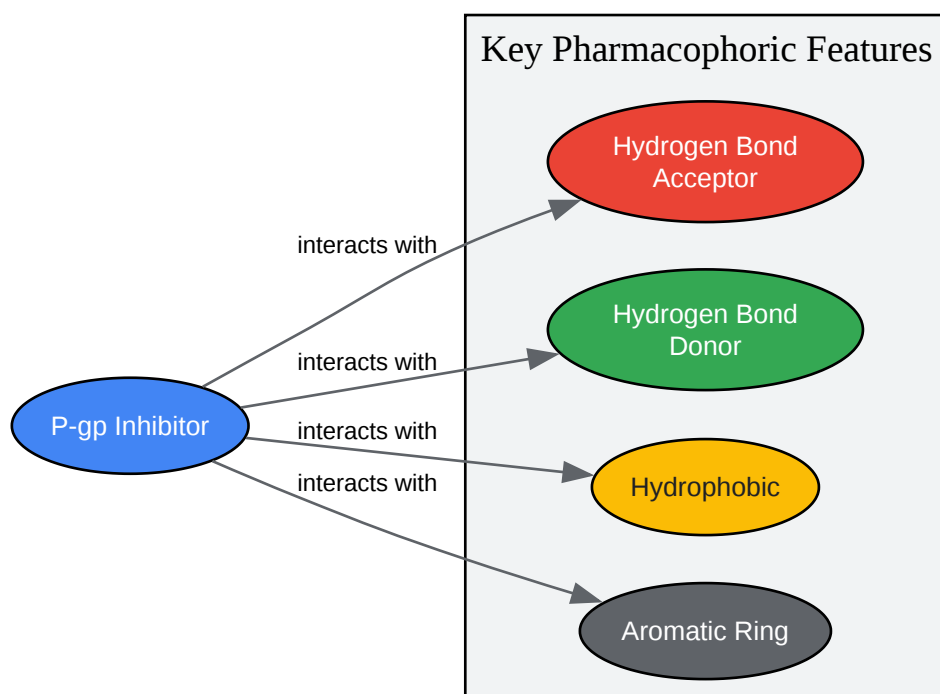 Key Pharmacophoric Features
Hydrogen Bond
Acceptor
interacts with
Hydrogen Bond
Donor
interacts with
P-gp Inhibitor
interacts with
Hydrophobic
interacts with
Aromatic Ring